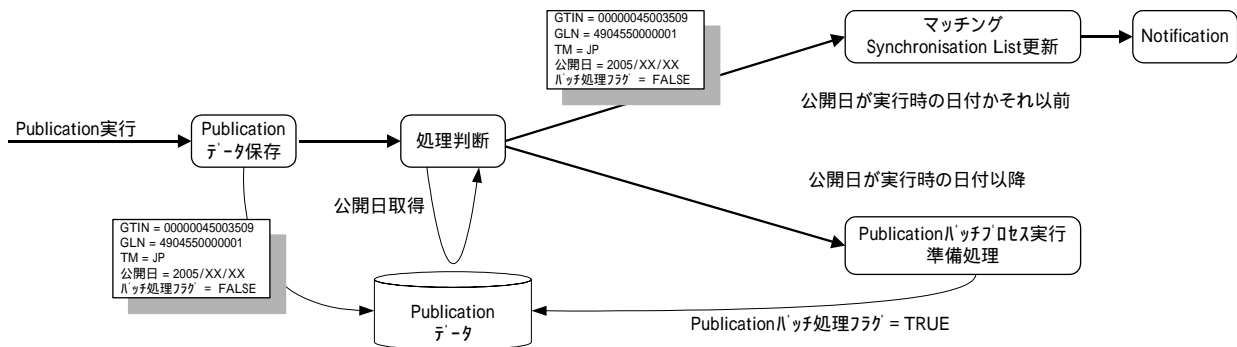 GTIN = 00000045003509
GLN = 4904550000001
TM = JP
公開日 = 2005/XX/XX
ﾊﾞｯﾁ処理ﾌﾗｸﾞ = FALSE
マッチング
Synchronisation List更新
Notification
公開日が実行時の日付かそれ以前
Publication実行
Publication
ﾃﾞｰﾀ保存
処理判断
公開日取得
公開日が実行時の日付以降
GTIN = 00000045003509
GLN = 4904550000001
TM = JP
公開日 = 2005/XX/XX
ﾊﾞｯﾁ処理ﾌﾗｸﾞ = FALSE
Publicationﾊﾞｯﾁﾌﾟﾛｾｽ実行
準備処理
Publication
ﾃﾞｰﾀ
Publicationﾊﾞｯﾁ処理ﾌﾗｸﾞ = TRUE